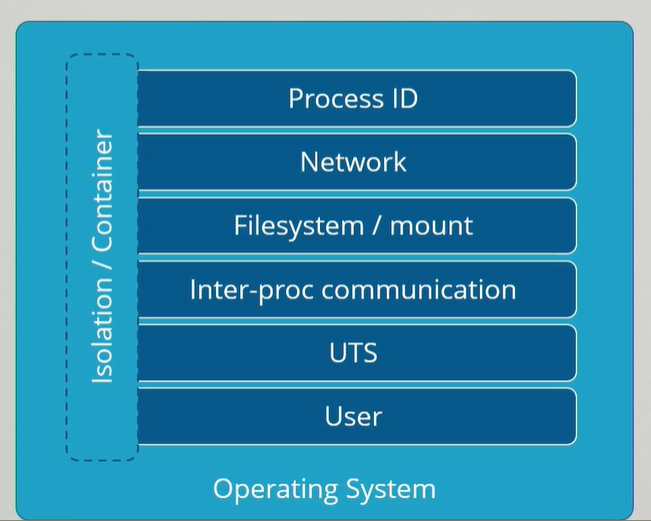 Isolation / Container
Process ID
Network
Filesystem / mount
Inter-proc communication
UTS
User
Operating System